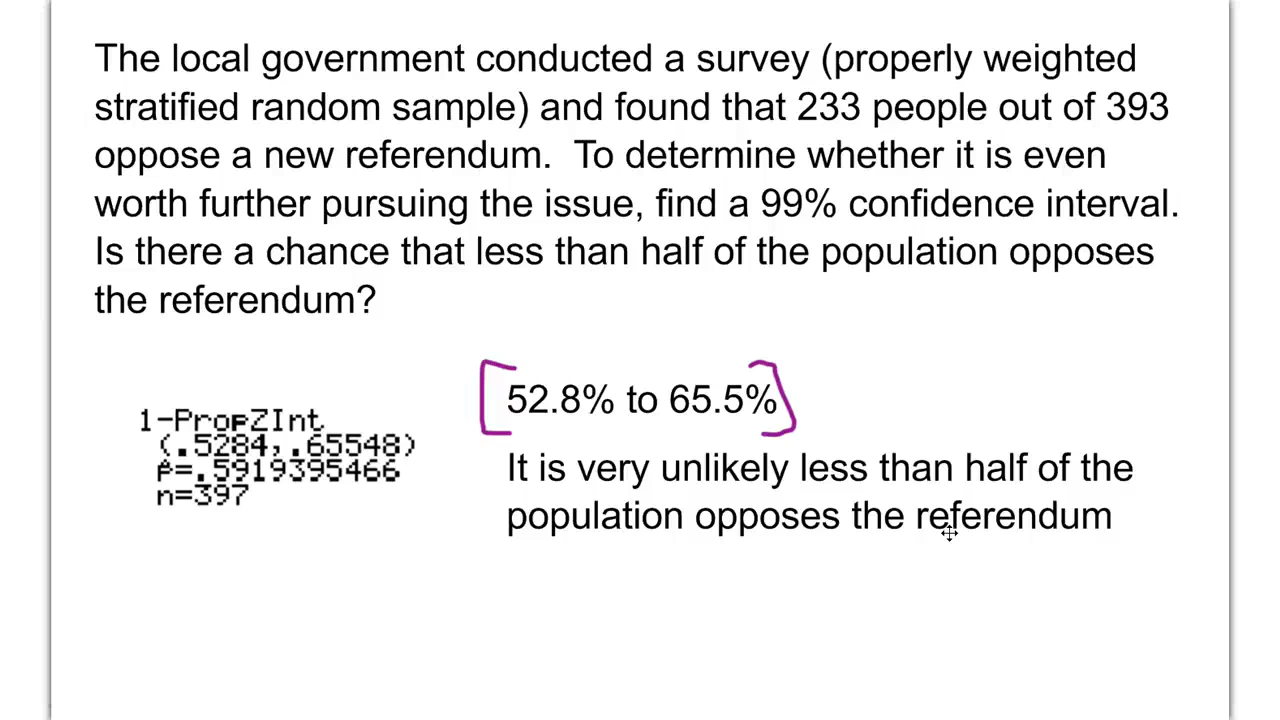 The local government conducted a survey (properly weighted
stratified random sample) and found that 233 people out of 393
oppose a new referendum.  To determine whether it is even
worth further pursuing the issue, find a 99% confidence interval.
Is there a chance that less than half of the population opposes
the referendum?
52.8% to 65.5%
1-PropZInt
(.5284,.65548)
p̂=.5919395466
n=397
It is very unlikely less than half of the
population opposes the referendum